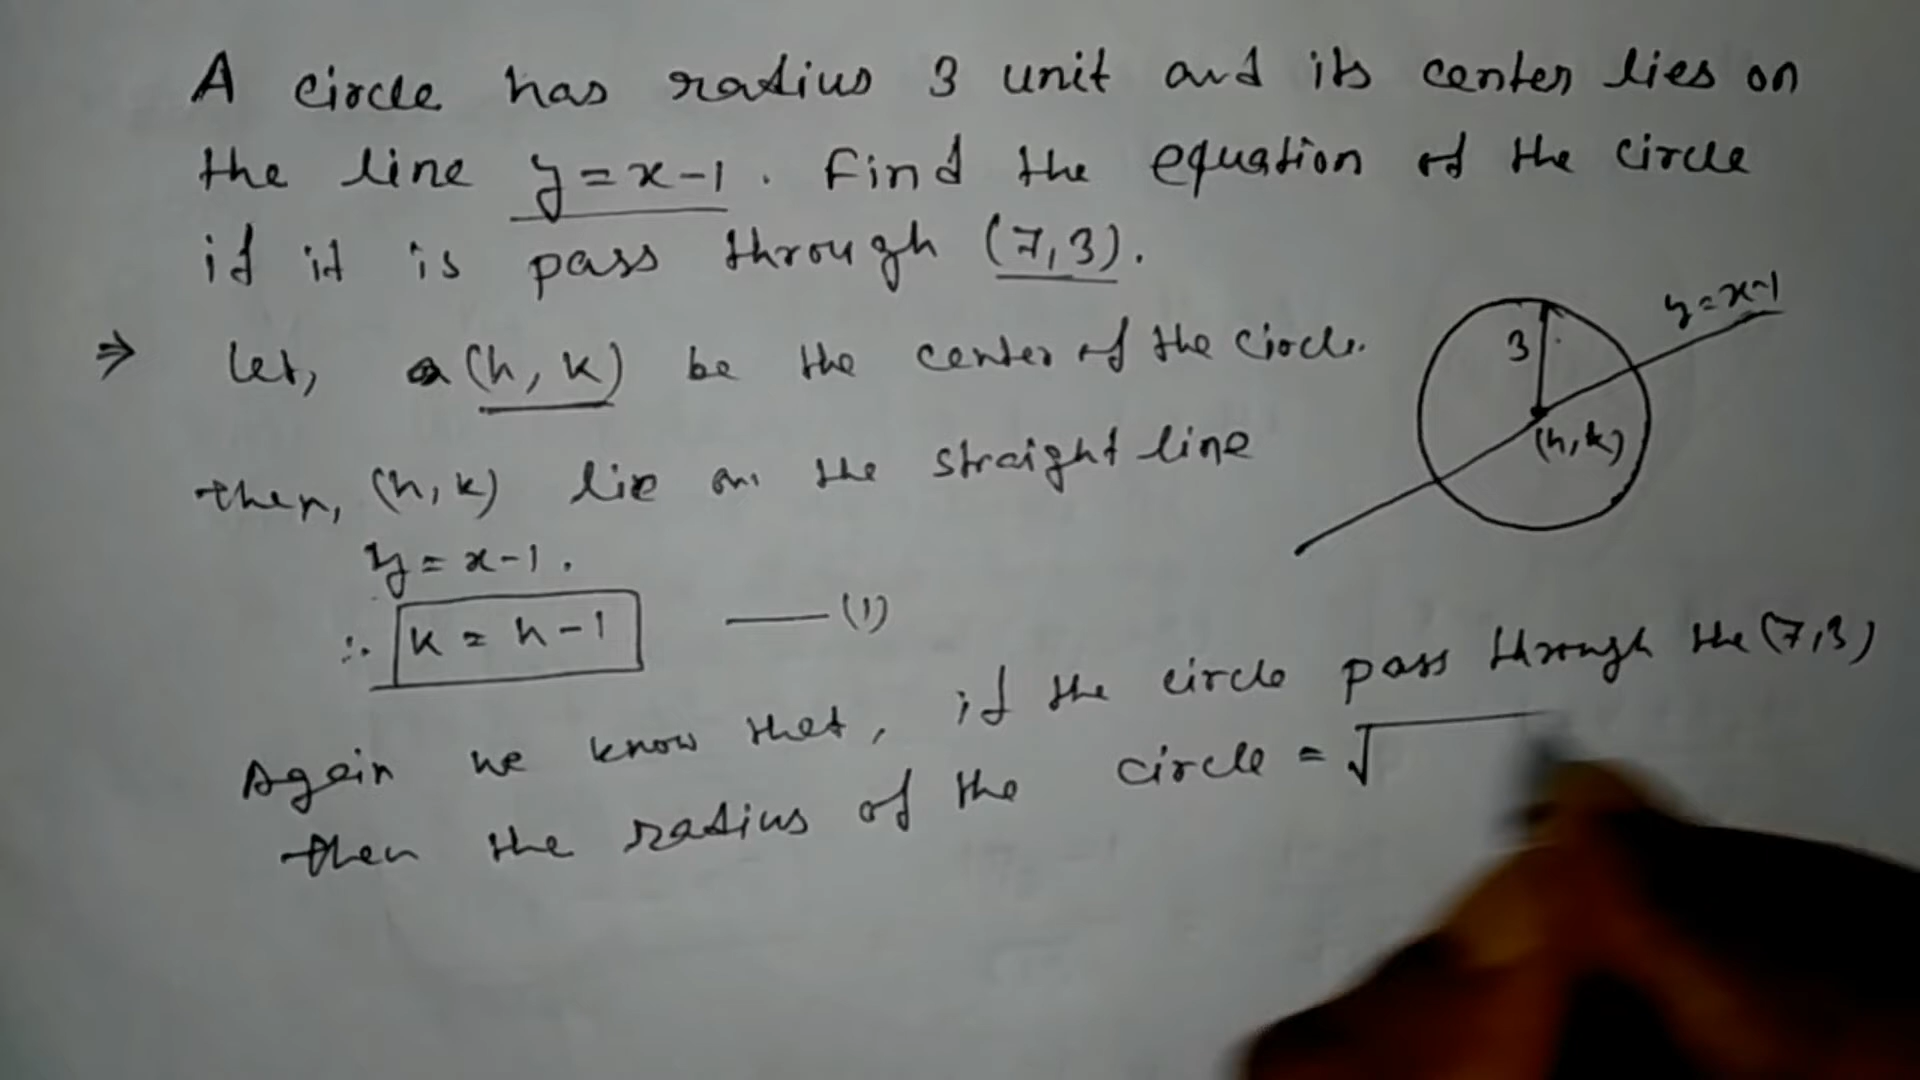 A circle has radius 3 unit and its center lies on
the line y = x - 1 . Find the equation of the circle
if it is pass through (7,3).
⇒ Let, (h, k) be the center of the circle.
then, (h, k) lie on the straight line
y = x - 1 .
∴ k = h - 1 —— (1)
Again we know that, if the circle pass through the (7,3)
then the radius of the circle = √
y = x - 1
3
(h, k)